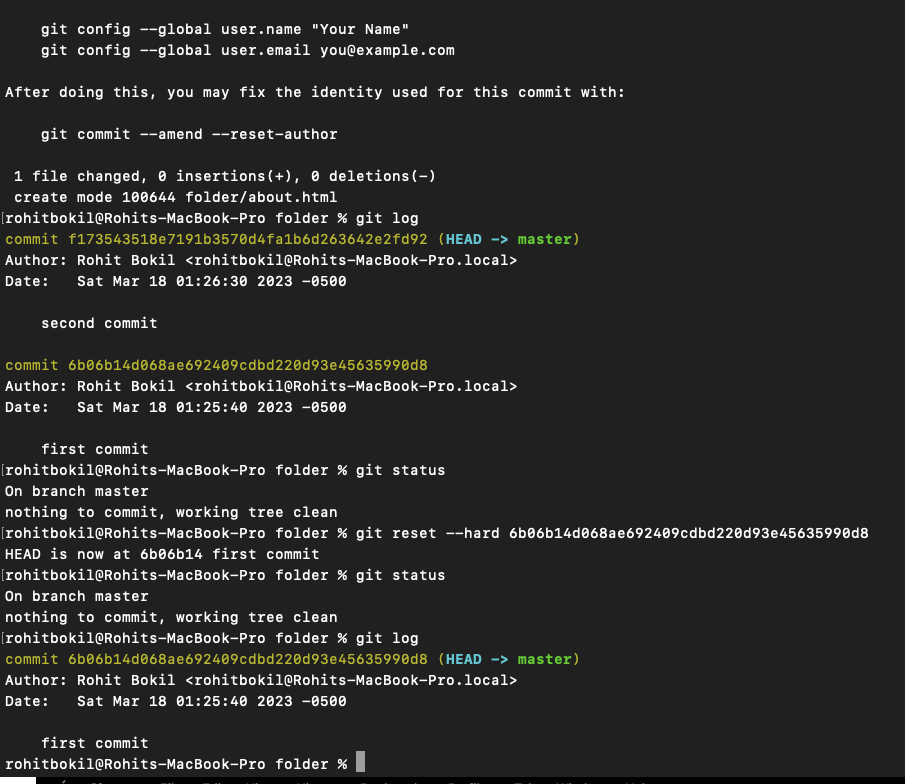 git config --global user.name "Your Name"
git config --global user.email you@example.com
After doing this, you may fix the identity used for this commit with:
git commit --amend --reset-author
1 file changed, 0 insertions(+), 0 deletions(-)
create mode 100644 folder/about.html
[rohitbokil@Rohits-MacBook-Pro folder % git log
commit f173543518e7191b3570d4fa1b6d263642e2fd92 (HEAD -> master)
Author: Rohit Bokil <rohitbokil@Rohits-MacBook-Pro.local>
Date:   Sat Mar 18 01:26:30 2023 -0500
second commit
commit 6b06b14d068ae692409cdbd220d93e45635990d8
Author: Rohit Bokil <rohitbokil@Rohits-MacBook-Pro.local>
Date:   Sat Mar 18 01:25:40 2023 -0500
first commit
[rohitbokil@Rohits-MacBook-Pro folder % git status
On branch master
nothing to commit, working tree clean
[rohitbokil@Rohits-MacBook-Pro folder % git reset --hard 6b06b14d068ae692409cdbd220d93e45635990d8
HEAD is now at 6b06b14 first commit
[rohitbokil@Rohits-MacBook-Pro folder % git status
On branch master
nothing to commit, working tree clean
[rohitbokil@Rohits-MacBook-Pro folder % git log
commit 6b06b14d068ae692409cdbd220d93e45635990d8 (HEAD -> master)
Author: Rohit Bokil <rohitbokil@Rohits-MacBook-Pro.local>
Date:   Sat Mar 18 01:25:40 2023 -0500
first commit
rohitbokil@Rohits-MacBook-Pro folder %